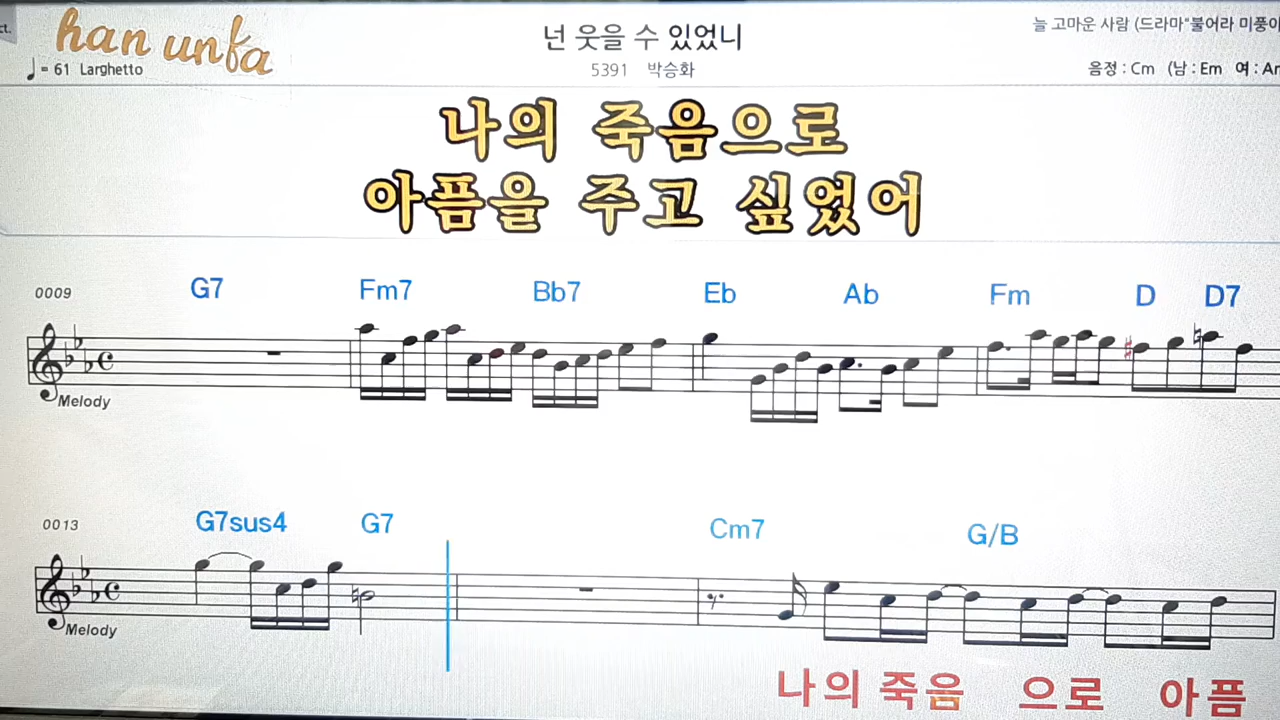 ct.
han unfa
넌 웃을 수 있었니
늘 고마운 사람 (드라마"불어라 미풍아
♩= 61 Larghetto
5391 박승화
음정 : Cm (남 : Em 여 : Am
나의 죽음으로
아픔을 주고 싶었어
0009 G7 Fm7 Bb7 Eb Ab Fm D D7
Melody
0013 G7sus4 G7 Cm7 G/B
Melody
나의 죽음 으로 아픔